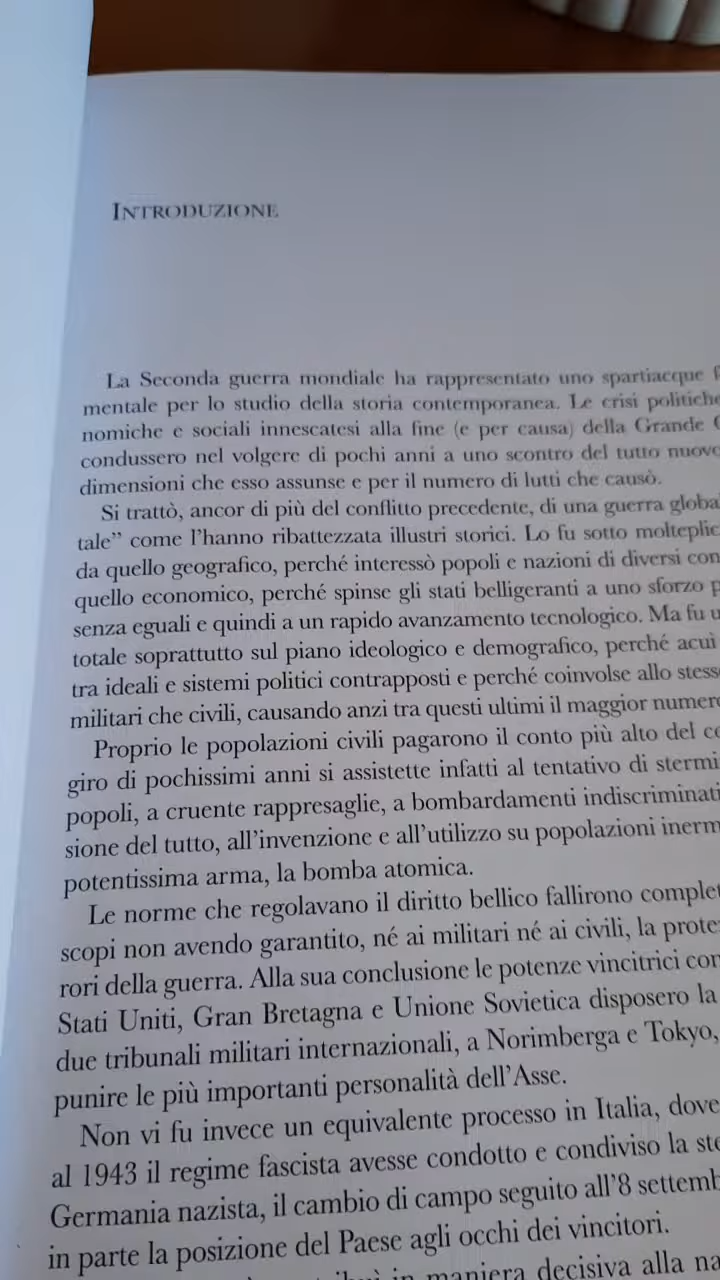 INTRODUZIONE
La Seconda guerra mondiale ha rappresentato uno spartiacque
mentale per lo studio della storia contemporanea. Le crisi politiche
nomiche e sociali innescatesi alla fine (e per causa) della Grande
condussero nel volgere di pochi anni a uno scontro del tutto nuovo
dimensioni che esso assunse e per il numero di lutti che causò.
Si trattò, ancor di più del conflitto precedente, di una guerra globa
tale” come l’hanno ribattezzata illustri storici. Lo fu sotto molteplic
da quello geografico, perché interessò popoli e nazioni di diversi con
quello economico, perché spinse gli stati belligeranti a uno sforzo p
senza eguali e quindi a un rapido avanzamento tecnologico. Ma fu u
totale soprattutto sul piano ideologico e demografico, perché acuì
tra ideali e sistemi politici contrapposti e perché coinvolse allo stess
militari che civili, causando anzi tra questi ultimi il maggior numero
Proprio le popolazioni civili pagarono il conto più alto del co
giro di pochissimi anni si assistette infatti al tentativo di stermi
popoli, a cruente rappresaglie, a bombardamenti indiscriminati
sione del tutto, all’invenzione e all’utilizzo su popolazioni inerm
potentissima arma, la bomba atomica.
Le norme che regolavano il diritto bellico fallirono complet
scopi non avendo garantito, né ai militari né ai civili, la prote
rori della guerra. Alla sua conclusione le potenze vincitrici con
Stati Uniti, Gran Bretagna e Unione Sovietica disposero la
due tribunali militari internazionali, a Norimberga e Tokyo,
punire le più importanti personalità dell’Asse.
Non vi fu invece un equivalente processo in Italia, dove
al 1943 il regime fascista avesse condotto e condiviso la ste
Germania nazista, il cambio di campo seguito all’8 settemb
in parte la posizione del Paese agli occhi dei vincitori.
in maniera decisiva alla na